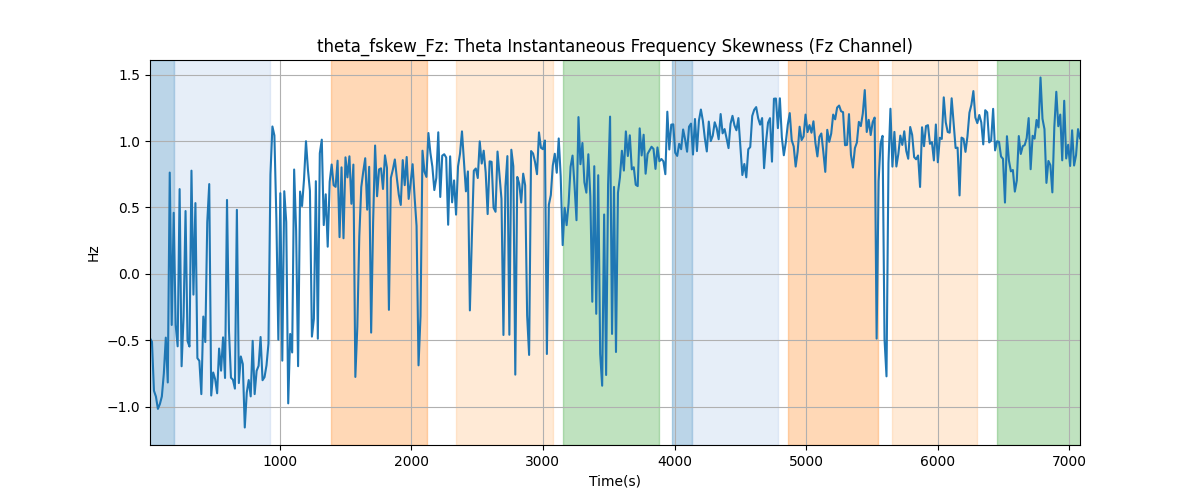 theta_fskew_Fz: Theta Instantaneous Frequency Skewness (Fz Channel)
1.5
1.0
0.5
0.0
−0.5
−1.0
Hz
1000 2000 3000 4000 5000 6000 7000
Time(s)